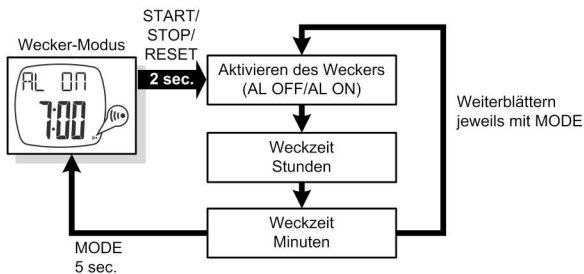 START/
STOP/
RESET
2 sec.
Wecker-Modus
AL ON
7:00
Aktivieren des Weckers
(AL OFF/AL ON)
Weckzeit
Stunden
Weckzeit
Minuten
Weiterblättern
jeweils mit MODE
MODE
5 sec.